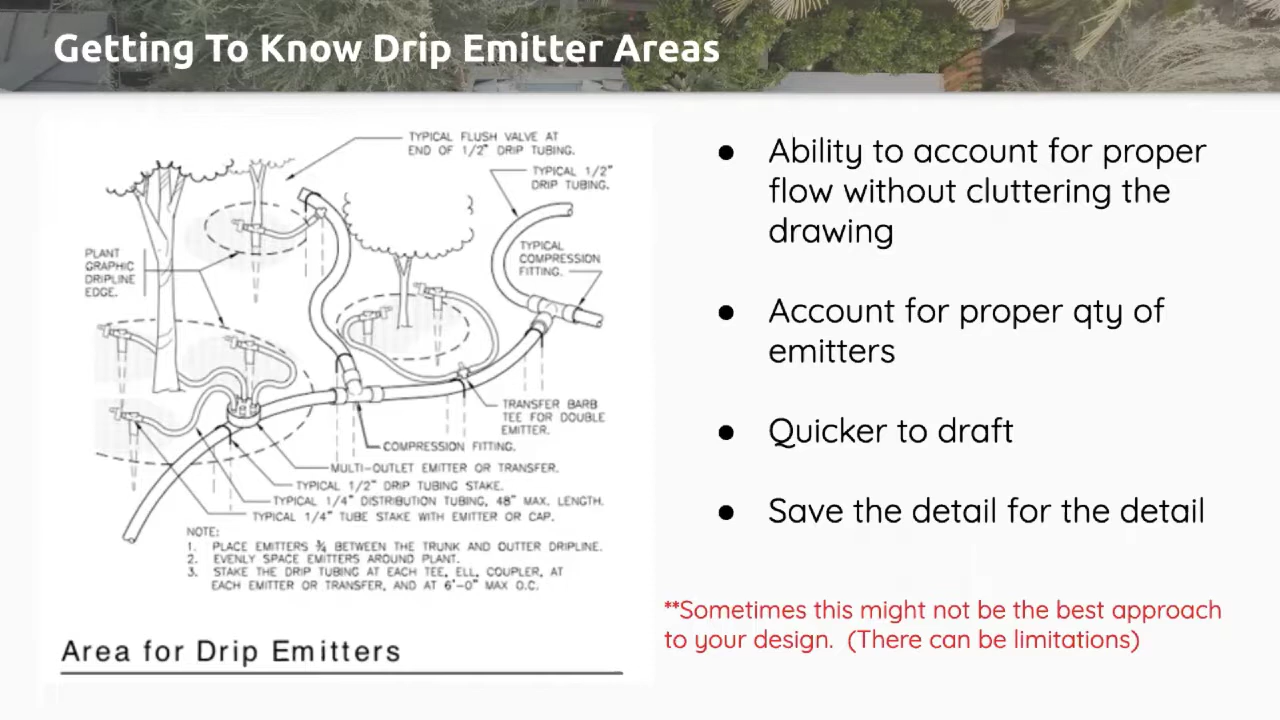 Getting To Know Drip Emitter Areas
TYPICAL FLUSH VALVE AT
END OF 1/2" DRIP TUBING.
TYPICAL 1/2"
DRIP TUBING.
PLANT
GRAPHIC
DRIPLINE
EDGE.
TYPICAL
COMPRESSION
FITTING.
TRANSFER BARB
TEE FOR DOUBLE
EMITTER.
COMPRESSION FITTING.
MULTI-OUTLET EMITTER OR TRANSFER.
TYPICAL 1/2" DRIP TUBING STAKE.
TYPICAL 1/4" DISTRIBUTION TUBING, 48" MAX. LENGTH.
TYPICAL 1/4" TUBE STAKE WITH EMITTER OR CAP.
NOTE:
1. PLACE EMITTERS ¾ BETWEEN THE TRUNK AND OUTTER DRIPLINE.
2. EVENLY SPACE EMITTERS AROUND PLANT.
3. STAKE THE DRIP TUBING AT EACH TEE, ELL, COUPLER, AT
EACH EMITTER OR TRANSFER, AND AT 6'-0" MAX O.C.
Area for Drip Emitters
● Ability to account for proper
flow without cluttering the
drawing
● Account for proper qty of
emitters
● Quicker to draft
● Save the detail for the detail
**Sometimes this might not be the best approach
to your design. (There can be limitations)